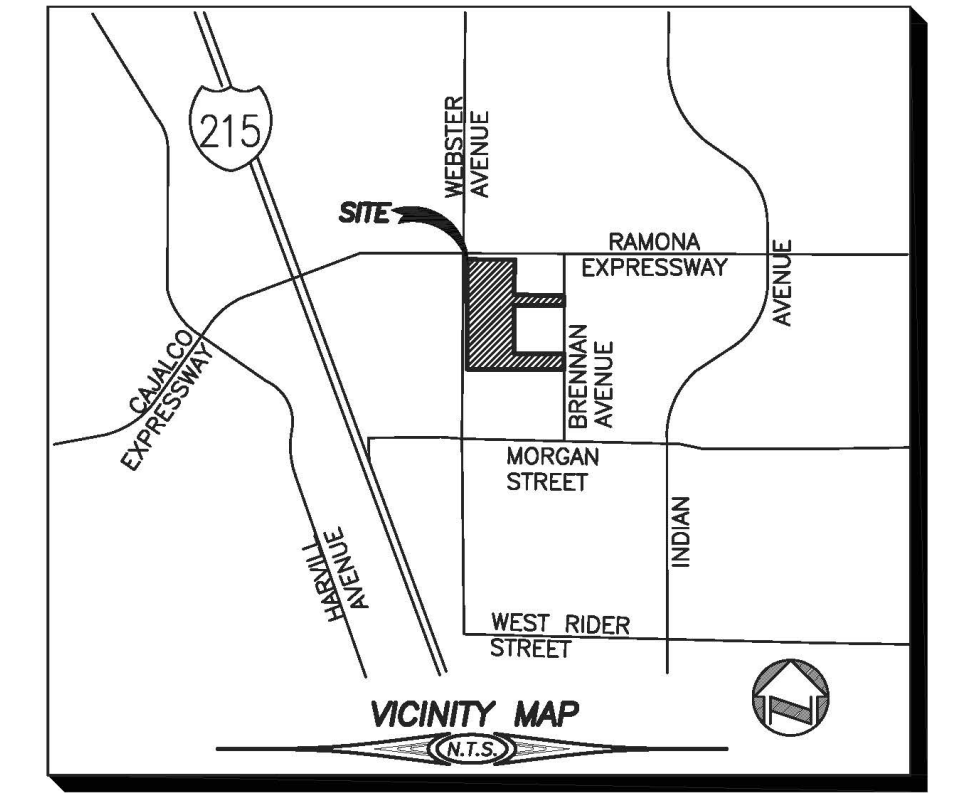 215
WEBSTER
AVENUE
SITE
RAMONA
EXPRESSWAY
AVENUE
CAJALCO
EXPRESSWAY
BRENNAN
AVENUE
MORGAN
STREET
INDIAN
HARVILL
AVENUE
WEST RIDER
STREET
VICINITY MAP
N.T.S.
N